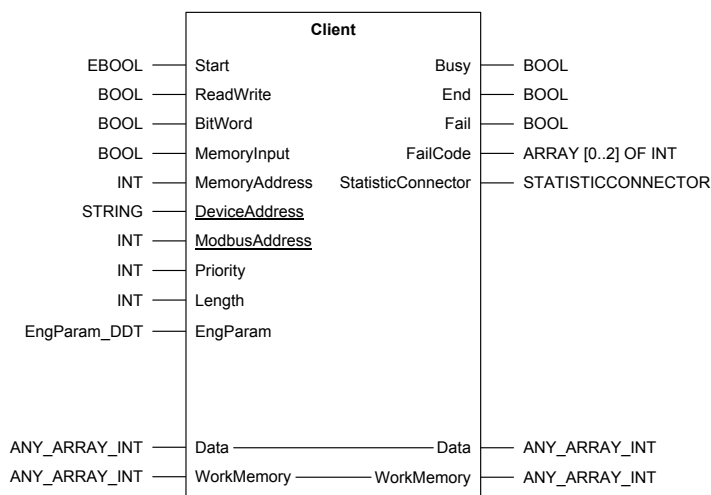 Client
EBOOL Start Busy BOOL
BOOL ReadWrite End BOOL
BOOL BitWord Fail BOOL
BOOL MemoryInput FailCode ARRAY [0..2] OF INT
INT MemoryAddress StatisticConnector STATISTICCONNECTOR
STRING DeviceAddress
INT ModbusAddress
INT Priority
INT Length
EngParam_DDT EngParam
ANY_ARRAY_INT Data Data ANY_ARRAY_INT
ANY_ARRAY_INT WorkMemory WorkMemory ANY_ARRAY_INT